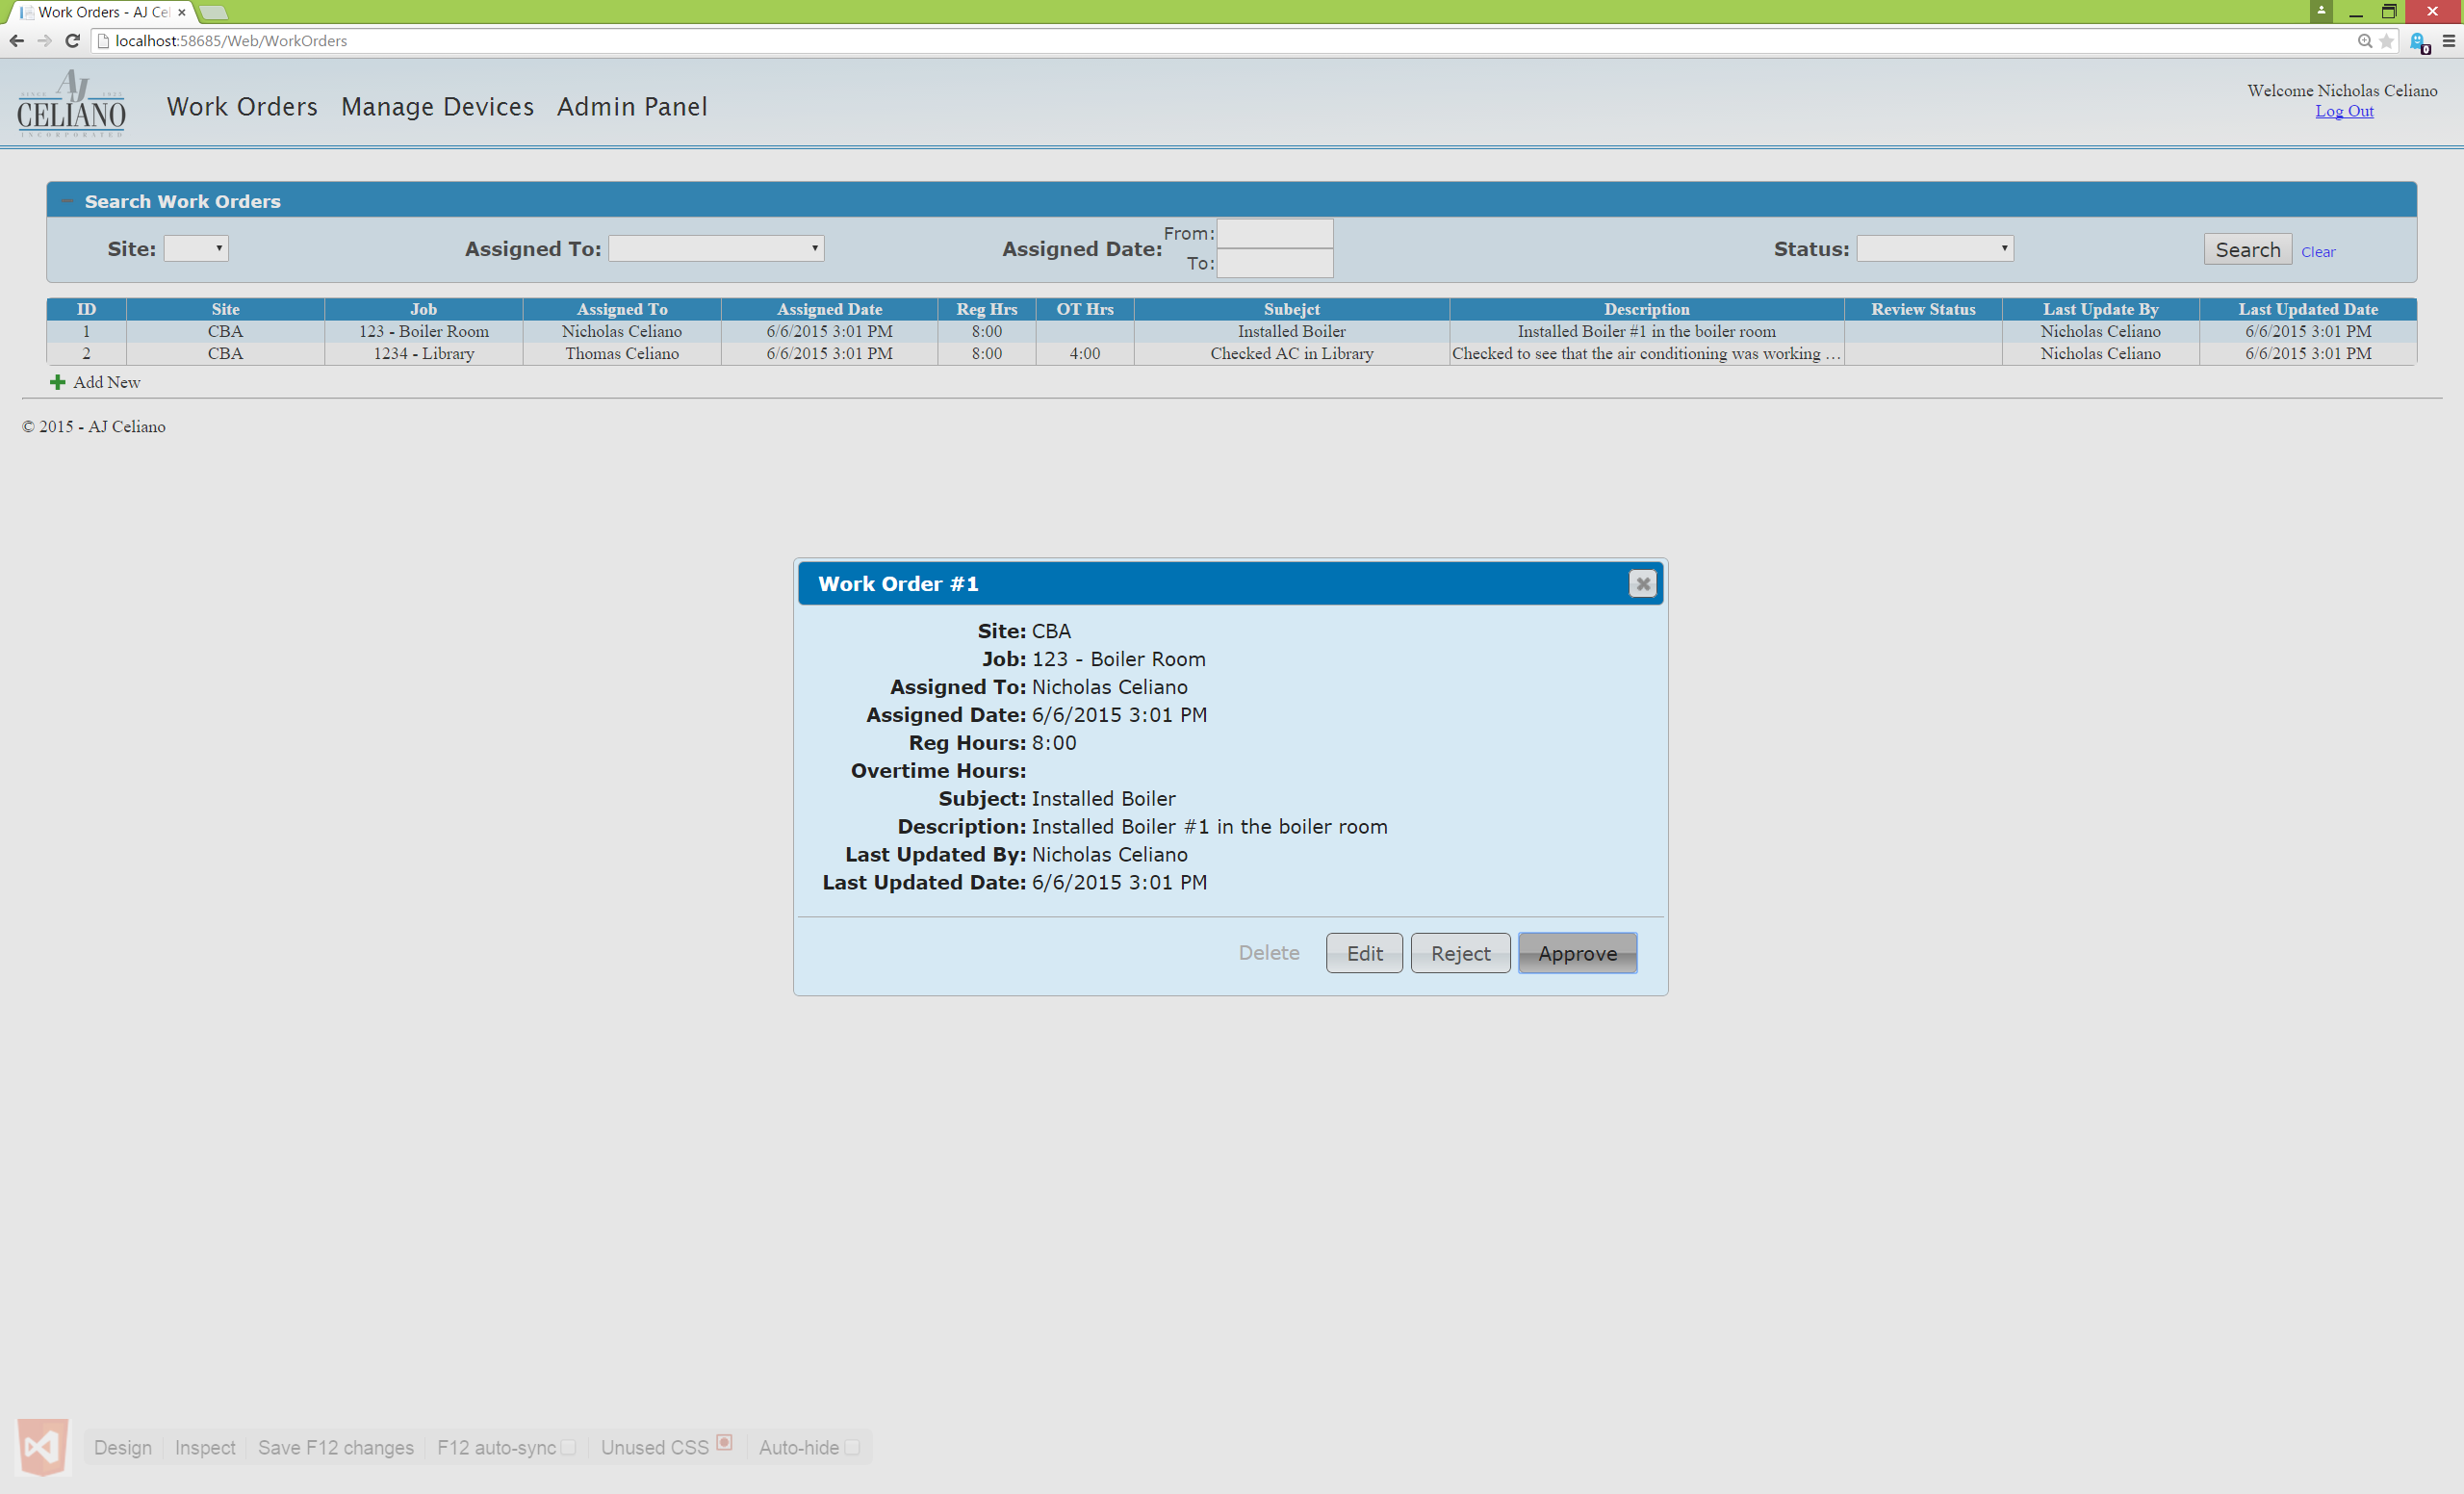 Work Orders - AJ Cel
localhost:58685/Web/WorkOrders
0
AJ
SINCE 1925
CELIANO
INCORPORATED
Work Orders Manage Devices Admin Panel
Welcome Nicholas Celiano
Log Out
Search Work Orders
Site: Assigned To: Assigned Date: From: To: Status: Search Clear
ID Site Job Assigned To Assigned Date Reg Hrs OT Hrs Subejct Description Review Status Last Update By Last Updated Date
1 CBA 123 - Boiler Room Nicholas Celiano 6/6/2015 3:01 PM 8:00 Installed Boiler Installed Boiler #1 in the boiler room Nicholas Celiano 6/6/2015 3:01 PM
2 CBA 1234 - Library Thomas Celiano 6/6/2015 3:01 PM 8:00 4:00 Checked AC in Library Checked to see that the air conditioning was working ... Nicholas Celiano 6/6/2015 3:01 PM
Add New
© 2015 - AJ Celiano
Work Order #1
Site: CBA
Job: 123 - Boiler Room
Assigned To: Nicholas Celiano
Assigned Date: 6/6/2015 3:01 PM
Reg Hours: 8:00
Overtime Hours:
Subject: Installed Boiler
Description: Installed Boiler #1 in the boiler room
Last Updated By: Nicholas Celiano
Last Updated Date: 6/6/2015 3:01 PM
Delete Edit Reject Approve
Design Inspect Save F12 changes F12 auto-sync Unused CSS Auto-hide